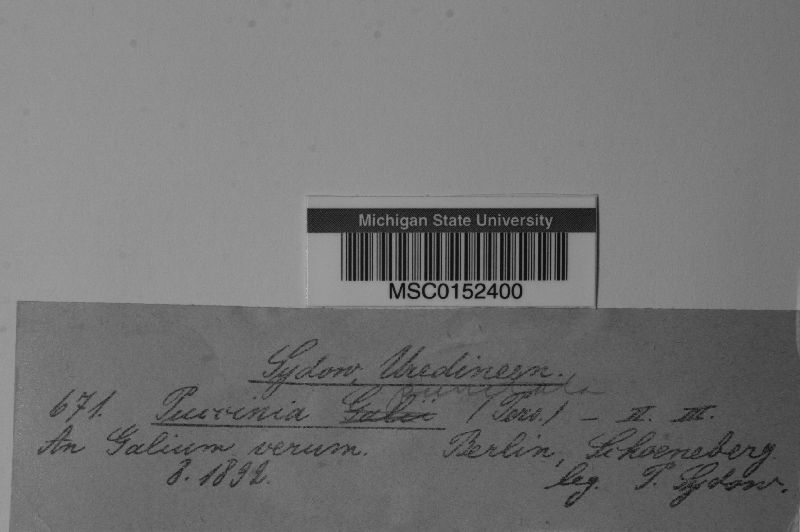 Michigan State University
MSC0152400
Sydow, Uredineen.
punctata
671. Puccinia Galii (Pers.) – II. III.
An Galium verum. Berlin, Schoeneberg
8. 1892. leg. P. Sydow.